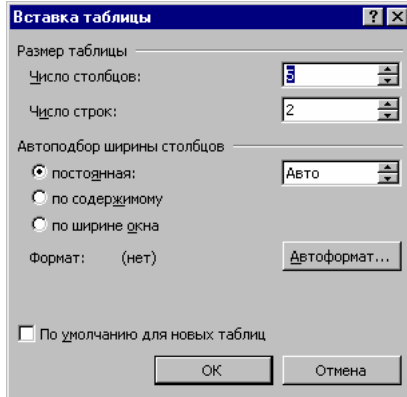 Вставка таблицы
Размер таблицы
Число столбцов: 5
Число строк: 2
Автоподбор ширины столбцов
постоянная: Авто
по содержимому
по ширине окна
Формат: (нет) Автоформат...
По умолчанию для новых таблиц
ОК Отмена